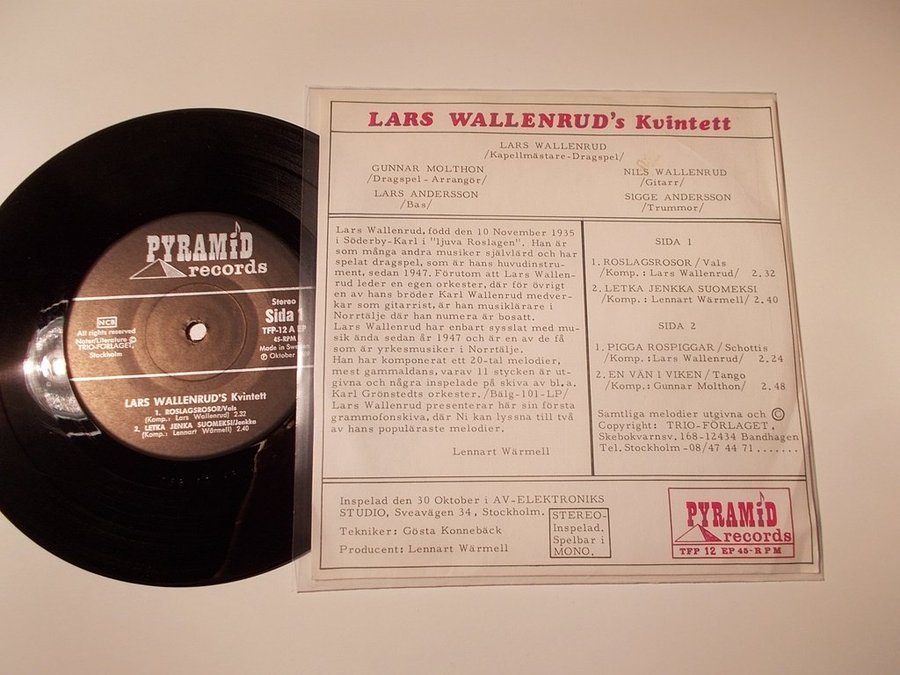 PYRAMiD
records
Stereo
Sida 1
TFP-12 A EP
45-RPM
Made in Sweden
℗ Oktober
NCB
All rights reserved
Noter/Literature ©
TRIO-FÖRLAGET,
Stockholm
LARS WALLENRUD'S Kvintett
1. ROSLAGSROSOR/Vals
(Komp.: Lars Wallenrud) 2.32
2. LETKA JENKA SUOMEKSI/Jenka
(Komp.: Lennart Wärmell) 2.40
LARS WALLENRUD's Kvintett
LARS WALLENRUD
/Kapellmästare-Dragspel/
GUNNAR MOLTHON
/Dragspel-Arrangör/
LARS ANDERSSON
/Bas/
NILS WALLENRUD
/Gitarr/
SIGGE ANDERSSON
/Trummor/
Lars Wallenrud, född den 10 November 1935
i Söderby-Karl i "ljuva Roslagen". Han är
som många andra musiker självlärd och har
spelat dragspel, som är hans huvudinstru-
ment, sedan 1947. Förutom att Lars Wallen-
rud leder en egen orkester, där för övrigt
en av hans bröder Karl Wallenrud medver-
kar som gitarrist, är han musiklärare i
Norrtälje där han numera är bosatt.
Lars Wallenrud har enbart sysslat med mu-
sik ända sedan år 1947 och är en av de få
som är yrkesmusiker i Norrtälje.
Han har komponerat ett 20-tal melodier,
mest gammaldans, varav 11 stycken är ut-
givna och några inspelade på skiva av bl.a.
Karl Grönstedts orkester, /Bälg-101-LP/
Lars Wallenrud presenterar här sin första
grammofonskiva, där Ni kan lyssna till två
av hans populäraste melodier.
Lennart Wärmell
SIDA 1
1. ROSLAGSROSOR/Vals
/Komp.: Lars Wallenrud/ 2.32
2. LETKA JENKKA SUOMEKSI
/Komp.: Lennart Wärmell/ 2.40
SIDA 2
1. PIGGA ROSPIGGAR/Schottis
/Komp.:Lars Wallenrud/ 2.24
2. EN VÄN I VIKEN/Tango
/Komp.: Gunnar Molthon/ 2.48
Samtliga melodier utgivna och ©
Copyright: TRIO-FÖRLAGET,
Skebokvarnsv.168-12434 Bandhagen
Tel. Stockholm-08/47 44 71.......
Inspelad den 30 Oktober i AV-ELEKTRONIKS
STUDIO, Sveavägen 34, Stockholm.
Tekniker: Gösta Konnebäck
Producent: Lennart Wärmell
STEREO-
Inspelad.
Spelbar i
MONO.
PYRAMiD
records
TFP 12 EP 45-RPM